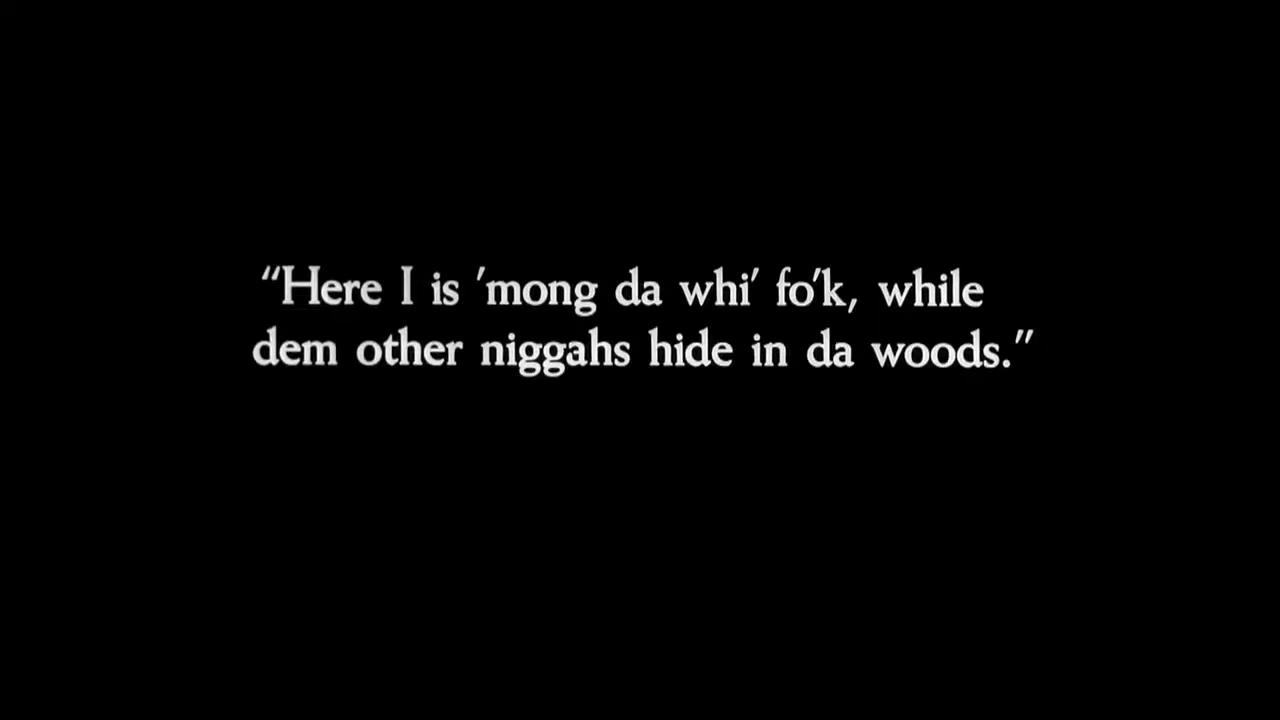 “Here I is ’mong da whi’ fo’k, while
dem other niggahs hide in da woods.”